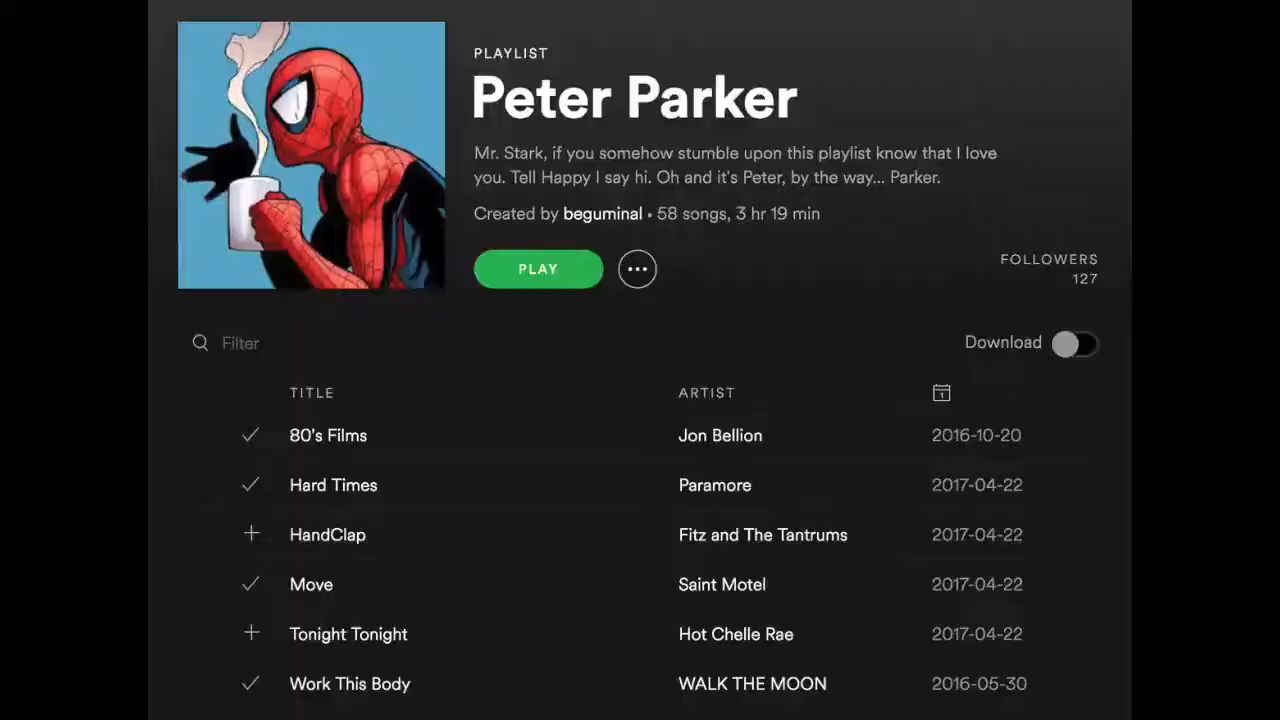 PLAYLIST
Peter Parker
Mr. Stark, if you somehow stumble upon this playlist know that I love
you. Tell Happy I say hi. Oh and it's Peter, by the way... Parker.
Created by beguminal • 58 songs, 3 hr 19 min
PLAY
FOLLOWERS
127
Filter
Download
TITLE ARTIST
80's Films Jon Bellion 2016-10-20
Hard Times Paramore 2017-04-22
HandClap Fitz and The Tantrums 2017-04-22
Move Saint Motel 2017-04-22
Tonight Tonight Hot Chelle Rae 2017-04-22
Work This Body WALK THE MOON 2016-05-30